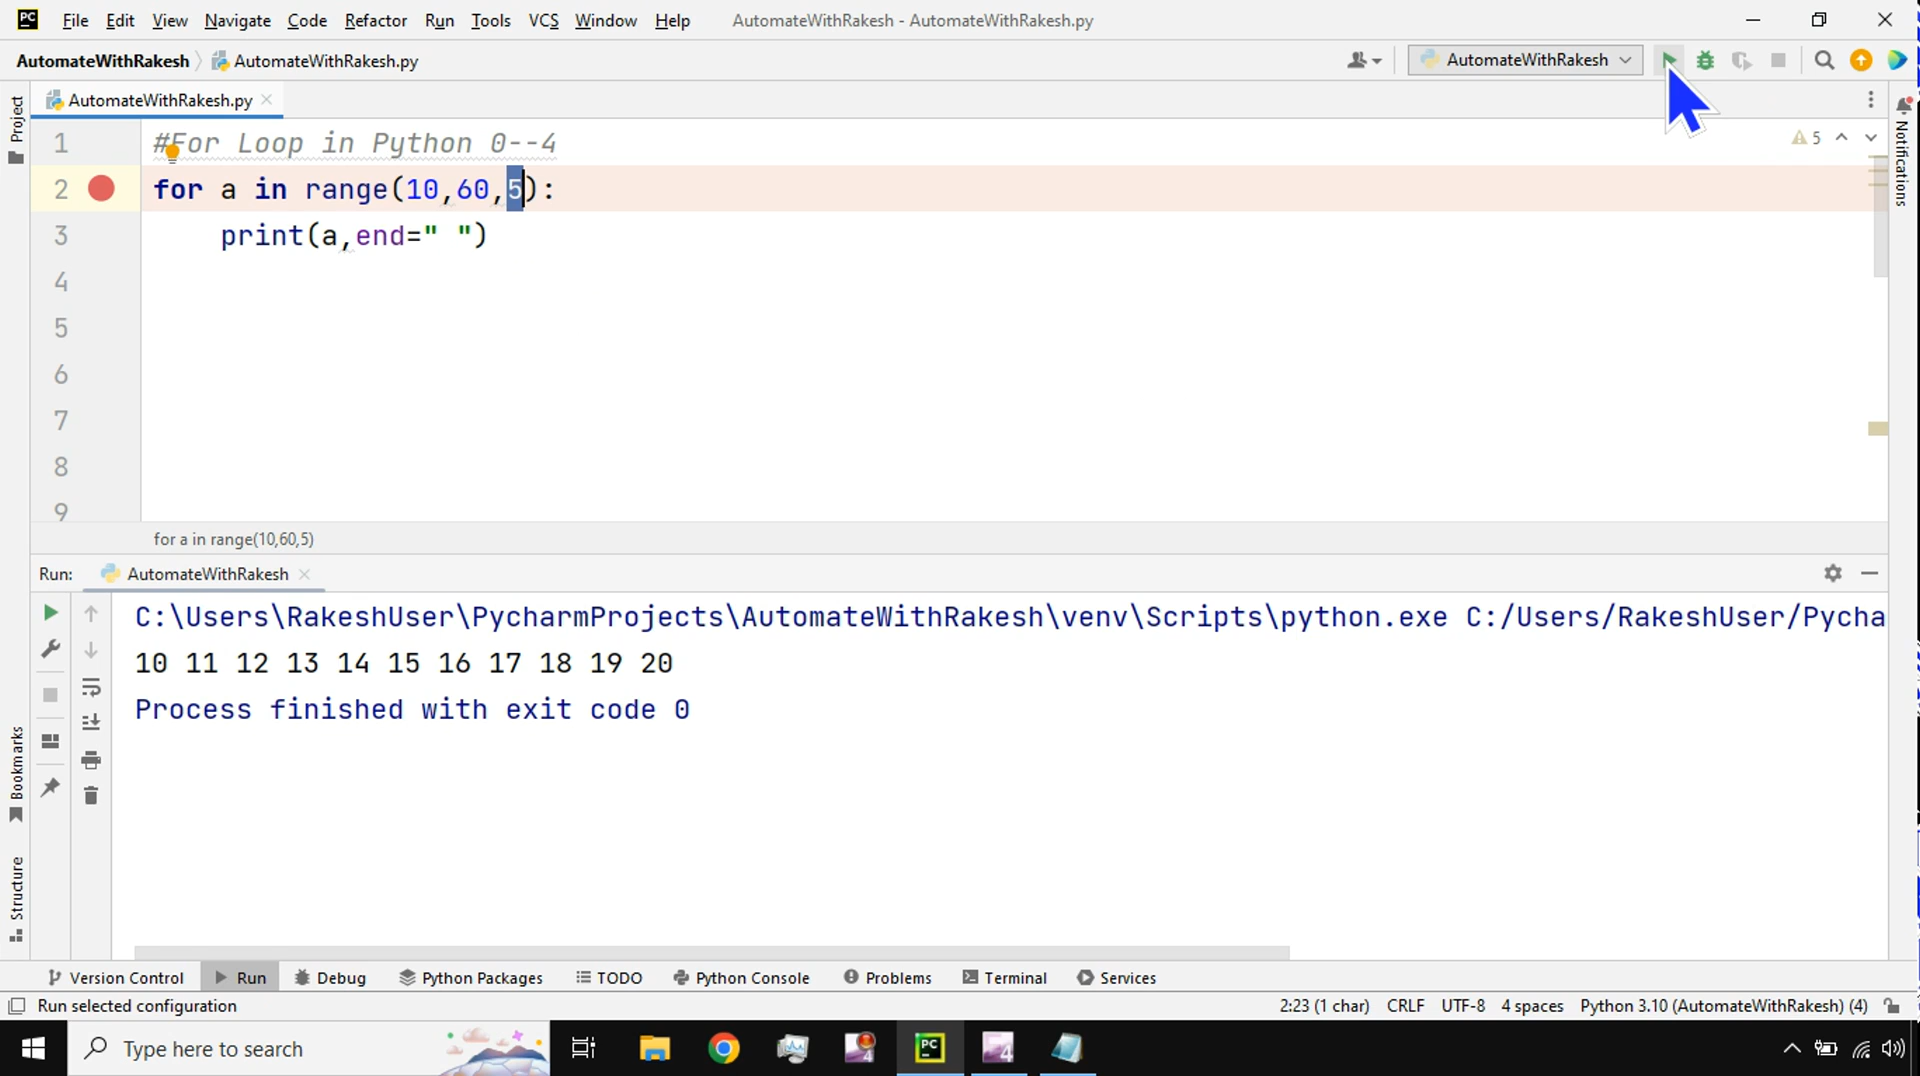 PC File Edit View Navigate Code Refactor Run Tools VCS Window Help AutomateWithRakesh - AutomateWithRakesh.py
AutomateWithRakesh AutomateWithRakesh.py AutomateWithRakesh
Project
AutomateWithRakesh.py
Notifications
1 #For Loop in Python 0--4
5
2 for a in range(10,60,5):
3 print(a,end=" ")
4
5
6
7
8
9
for a in range(10,60,5)
Run: AutomateWithRakesh
C:\Users\RakeshUser\PycharmProjects\AutomateWithRakesh\venv\Scripts\python.exe C:/Users/RakeshUser/Pycha
10 11 12 13 14 15 16 17 18 19 20
Process finished with exit code 0
Bookmarks
Structure
Version Control Run Debug Python Packages TODO Python Console Problems Terminal Services
Run selected configuration 2:23 (1 char) CRLF UTF-8 4 spaces Python 3.10 (AutomateWithRakesh) (4)
Type here to search 4 PC 4